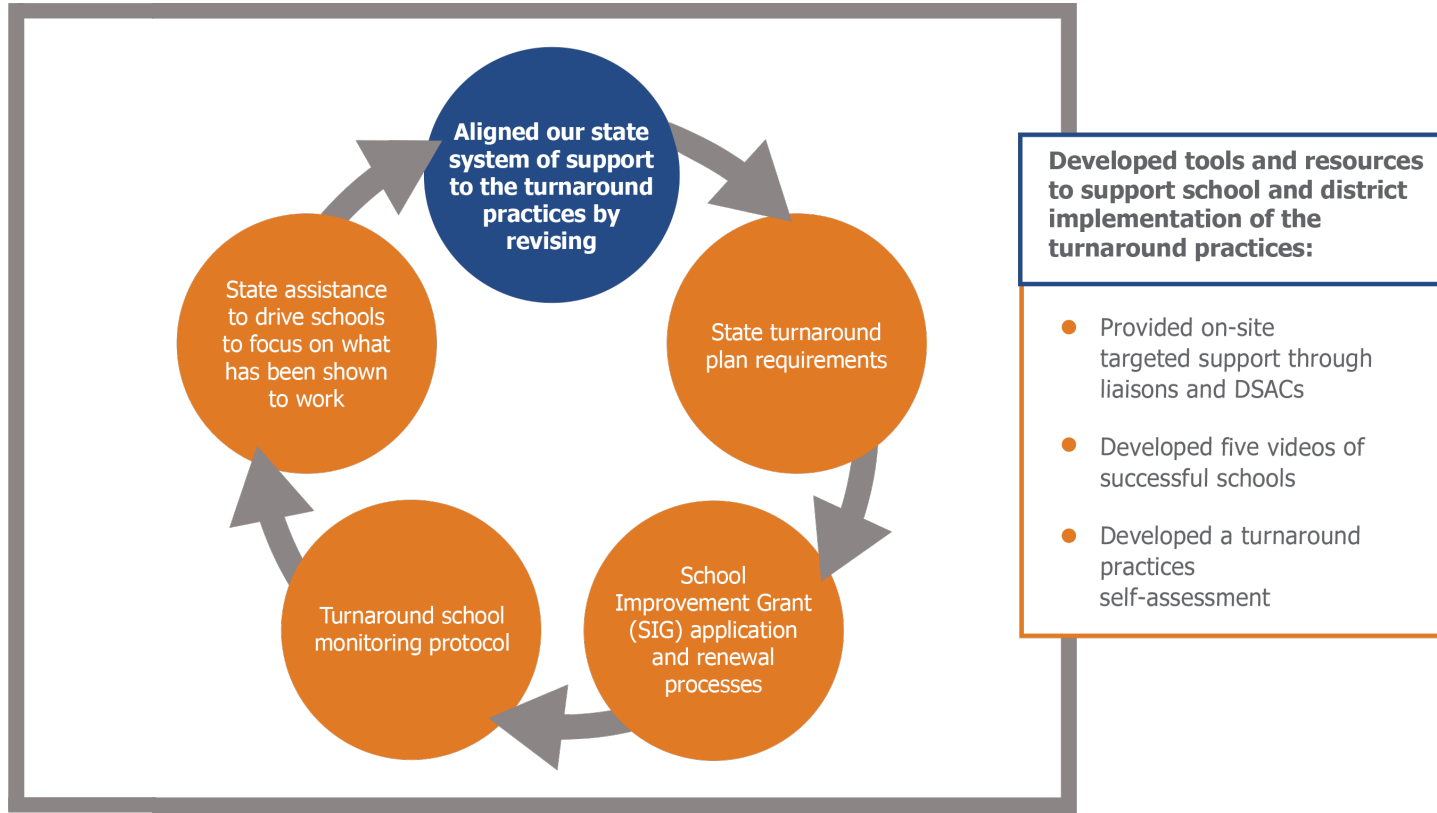 Aligned our state
system of support
to the turnaround
practices by
revising
State turnaround
plan requirements
School
Improvement Grant
(SIG) application
and renewal
processes
Turnaround school
monitoring protocol
State assistance
to drive schools
to focus on what
has been shown
to work
Developed tools and resources
to support school and district
implementation of the
turnaround practices:
Provided on-site
targeted support through
liaisons and DSACs
Developed five videos of
successful schools
Developed a turnaround
practices
self-assessment